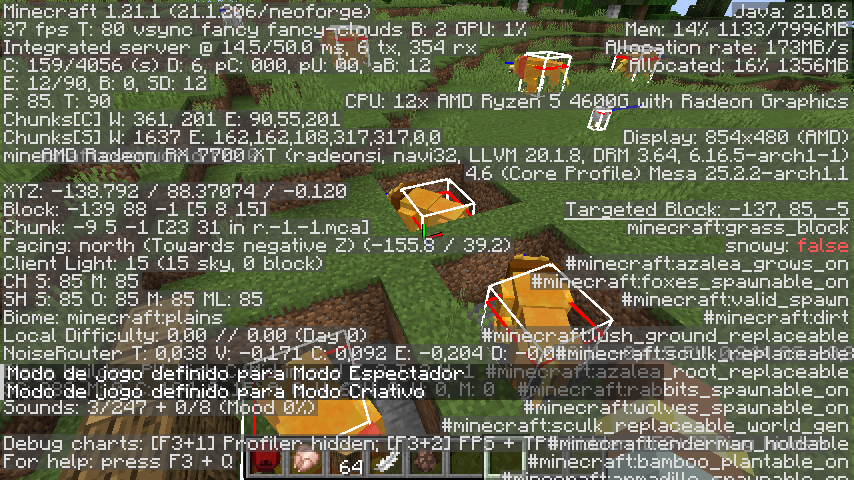 Minecraft 1.21.1 (21.1.206/neoforge)
Java: 21.0.6
37 fps T: 80 vsync fancy fancy-clouds B: 2 GPU: 1%
Mem: 14% 1133/7996MB
Integrated server @ 14.5/50.0 ms, 6 tx, 354 rx
Allocation rate: 173MB/s
C: 159/4056 (s) D: 6, pC: 000, pU: 00, aB: 12
Allocated: 16% 1356MB
E: 12/90, B: 0, SD: 12
P: 85. T: 90
CPU: 12x AMD Ryzen 5 4600G with Radeon Graphics
Chunks[C] W: 361, 201 E: 90,55,201
Chunks[S] W: 1637 E: 162,162,108,317,317,0,0
Display: 854x480 (AMD)
AMD Radeon RX 7700 XT (radeonsi, navi32, LLVM 20.1.8, DRM 3.64, 6.16.5-arch1-1)
4.6 (Core Profile) Mesa 25.2.2-arch1.1
XYZ: -138.792 / 88.37074 / -0.120
Block: -139 88 -1 [5 8 15]
Targeted Block: -137, 85, -5
Chunk: -9 5 -1 [23 31 in r.-1.-1.mca]
minecraft:grass_block
Facing: north (Towards negative Z) (-155.8 / 39.2)
snowy: false
Client Light: 15 (15 sky, 0 block)
#minecraft:azalea_grows_on
CH S: 85 M: 85
#minecraft:foxes_spawnable_on
SH S: 85 O: 85 M: 85 ML: 85
#minecraft:valid_spawn
Biome: minecraft:plains
#minecraft:dirt
Local Difficulty: 0.00 // 0.00 (Day 0)
#minecraft:lush_ground_replaceable
NoiseRouter T: 0,038 V: -0,171 C: 0,092 E: -0,204 D: -0,0
#minecraft:sculk_replaceable
Modo de jogo definido para Modo Espectador
#minecraft:azalea_root_replaceable
Modo de jogo definido para Modo Criativo
M: 0
#minecraft:rabbits_spawnable_on
Sounds: 3/247 + 0/8 (Mood 0%)
#minecraft:wolves_spawnable_on
#minecraft:sculk_replaceable_world_gen
Debug charts: [F3+1] Profiler hidden; [F3+2] FPS + TP
#minecraft:enderman_holdable
For help: press F3 + Q
64
#minecraft:bamboo_plantable_on
#minecraft:armadillo_spawnable_on